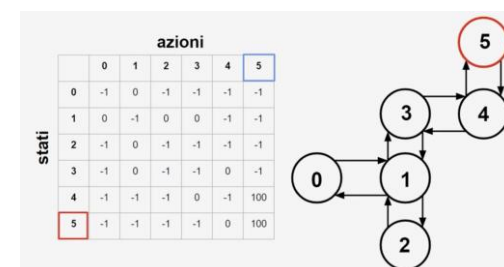 azioni
0 1 2 3 4 5
stati
0 -1 0 -1 -1 -1 -1
1 0 -1 0 0 -1 -1
2 -1 0 -1 -1 -1 -1
3 -1 0 -1 -1 0 -1
4 -1 -1 -1 0 -1 100
5 -1 -1 -1 -1 0 100
5
3 4
0 1
2